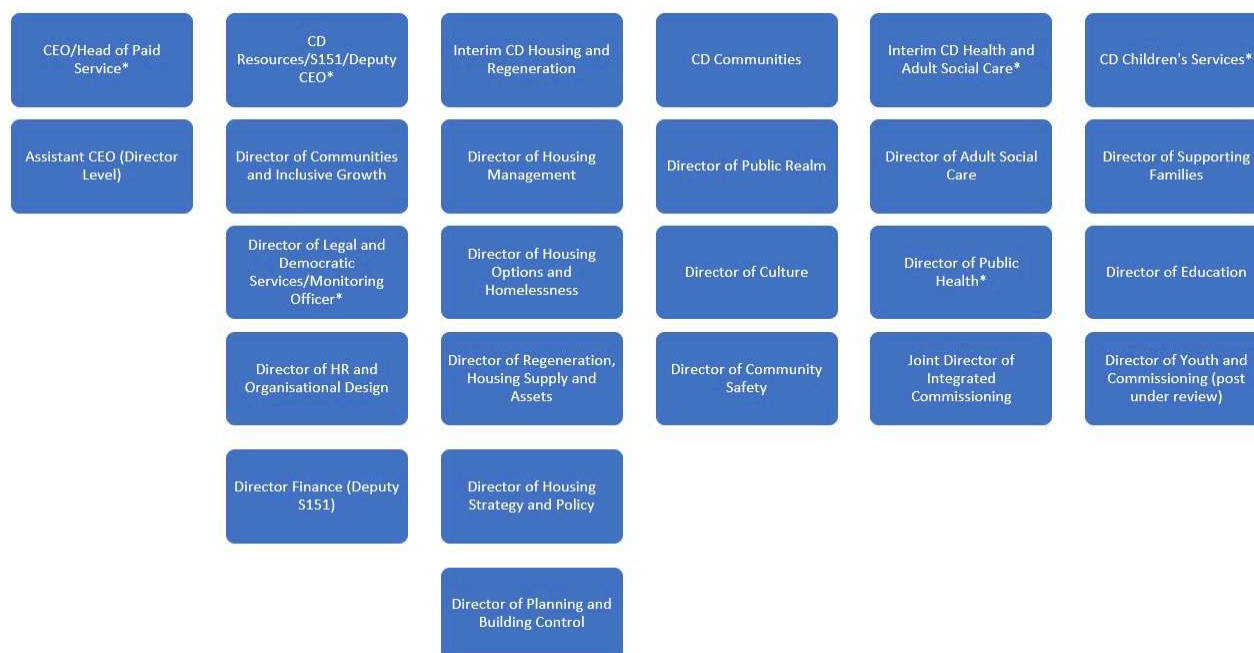 CEO/Head of Paid
Service*
CD
Resources/S151/Deputy
CEO*
Interim CD Housing and
Regeneration
CD Communities
Interim CD Health and
Adult Social Care*
CD Children's Services*
Assistant CEO (Director
Level)
Director of Communities
and Inclusive Growth
Director of Housing
Management
Director of Public Realm
Director of Adult Social
Care
Director of Supporting
Families
Director of Legal and
Democratic
Services/Monitoring
Officer*
Director of Housing
Options and
Homelessness
Director of Culture
Director of Public
Health*
Director of Education
Director of HR and
Organisational Design
Director of Regeneration,
Housing Supply and
Assets
Director of Community
Safety
Joint Director of
Integrated
Commissioning
Director of Youth and
Commissioning (post
under review)
Director Finance (Deputy
S151)
Director of Housing
Strategy and Policy
Director of Planning and
Building Control